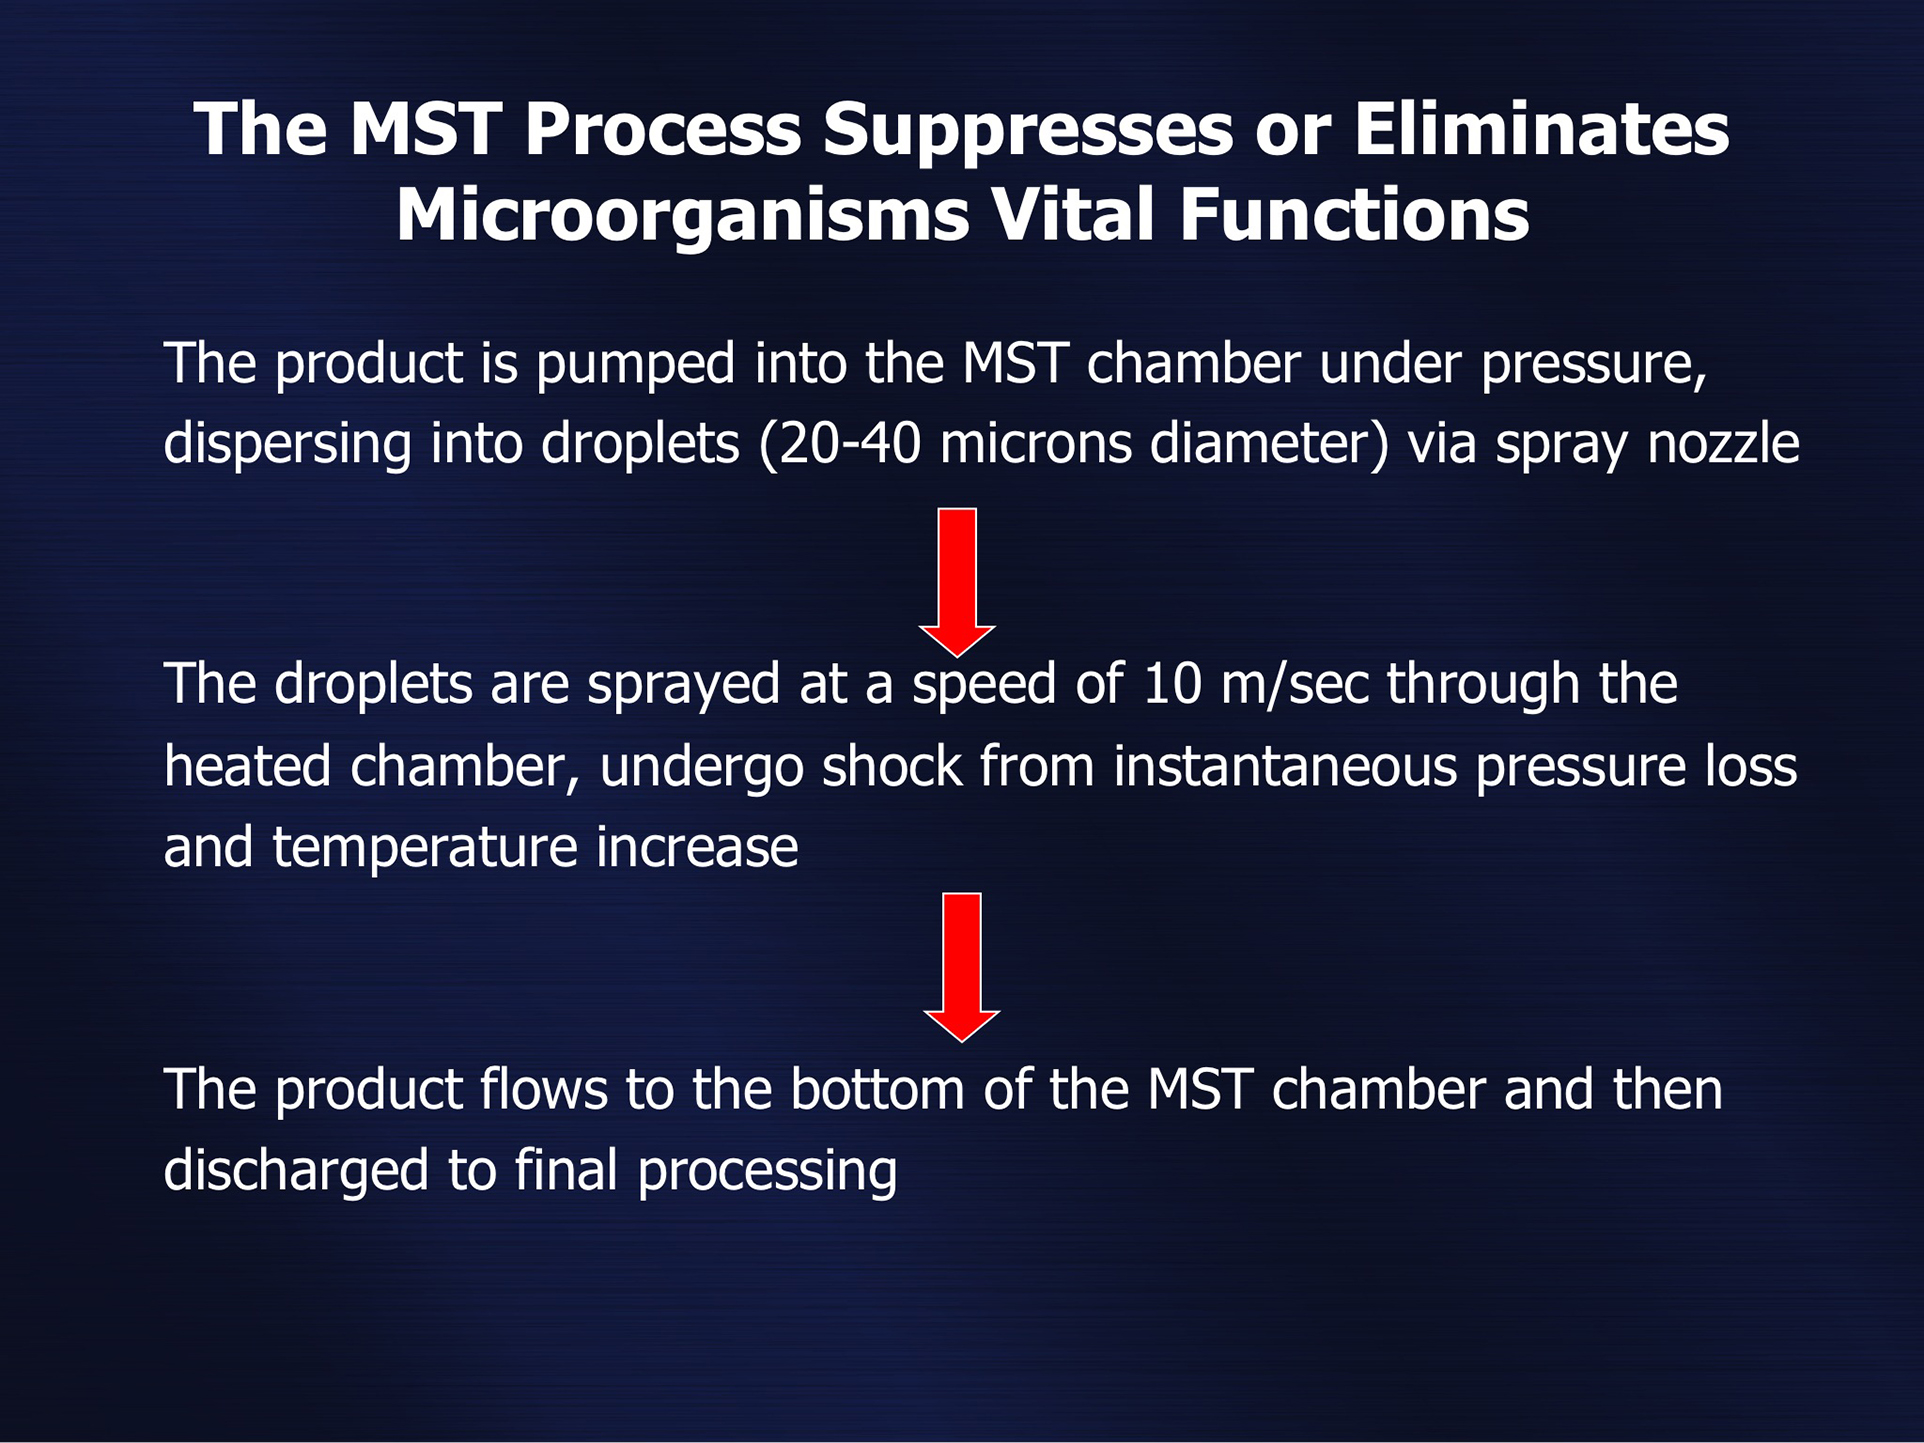 The MST Process Suppresses or Eliminates
Microorganisms Vital Functions
The product is pumped into the MST chamber under pressure,
dispersing into droplets (20-40 microns diameter) via spray nozzle
The droplets are sprayed at a speed of 10 m/sec through the
heated chamber, undergo shock from instantaneous pressure loss
and temperature increase
The product flows to the bottom of the MST chamber and then
discharged to final processing